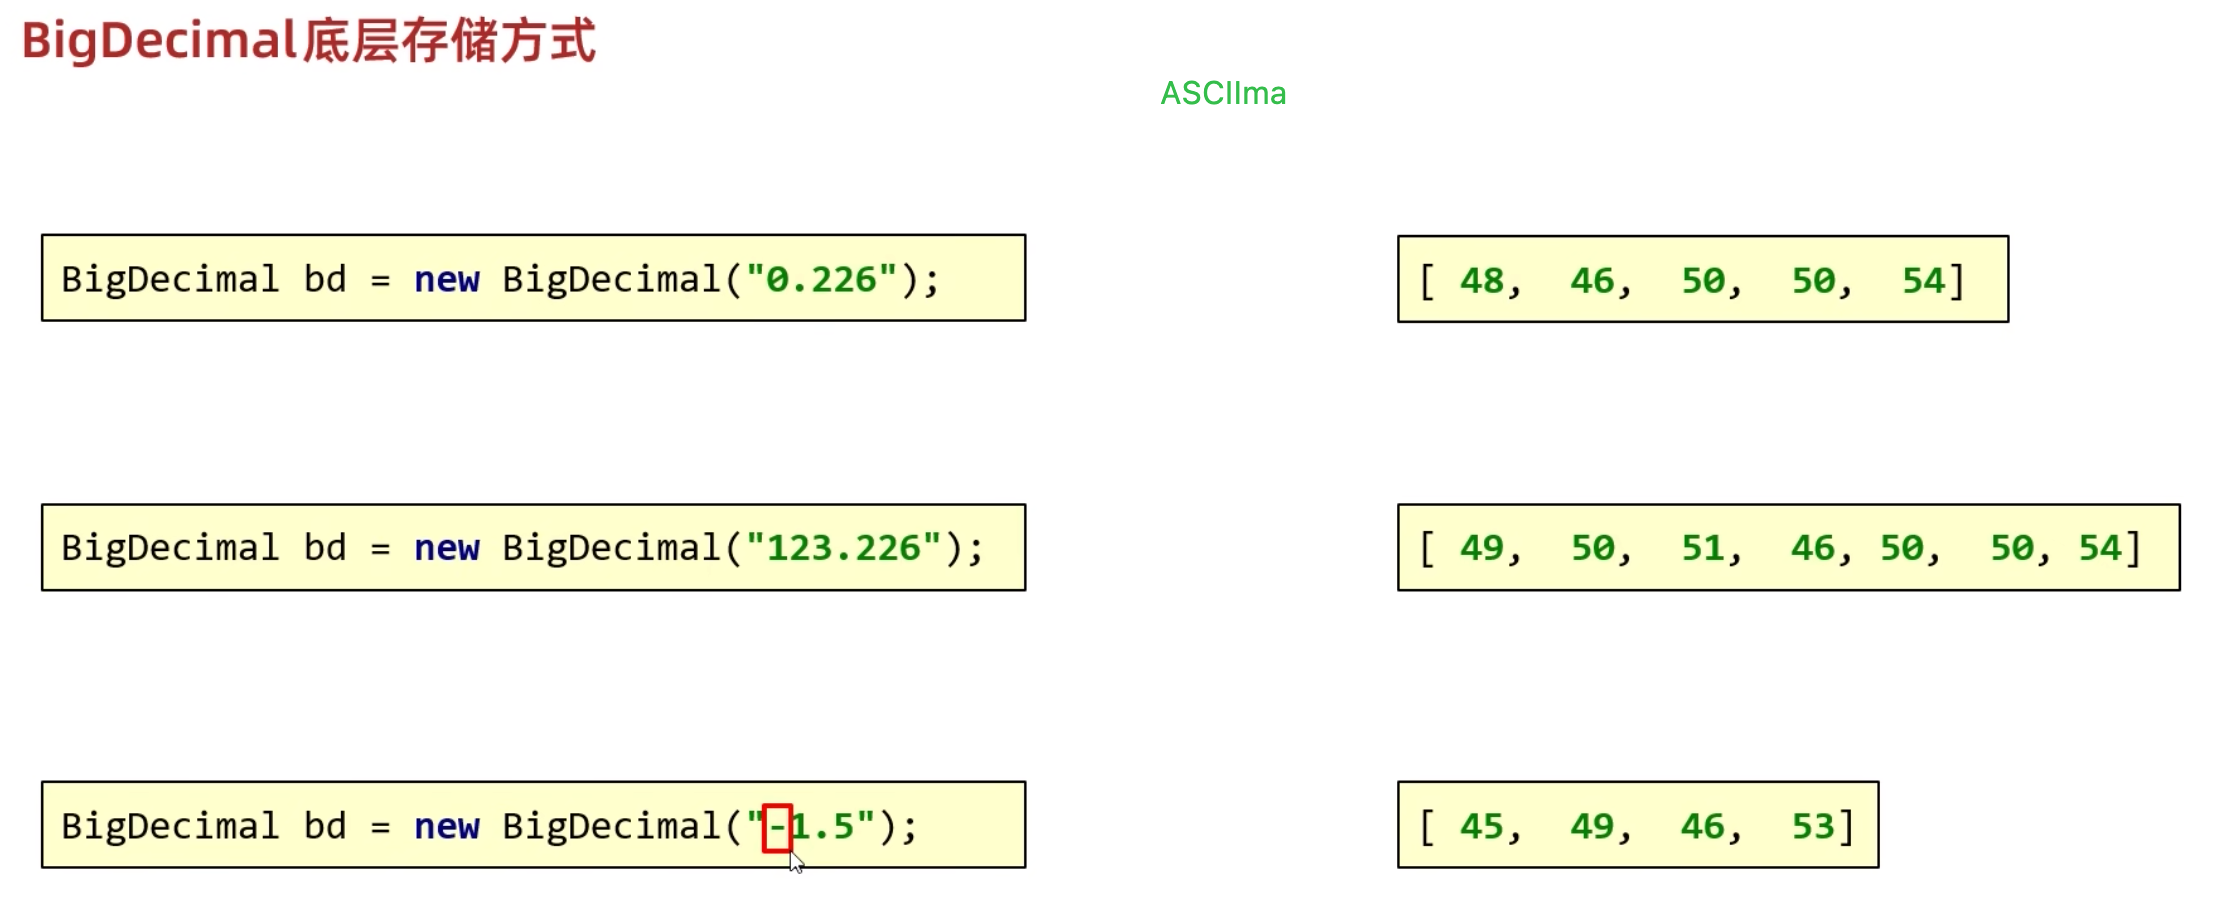 BigDecimal底层存储方式
ASCIIma
BigDecimal bd = new BigDecimal("0.226");
[ 48, 46, 50, 50, 54]
BigDecimal bd = new BigDecimal("123.226");
[ 49, 50, 51, 46, 50, 50, 54]
BigDecimal bd = new BigDecimal("-1.5");
[ 45, 49, 46, 53]